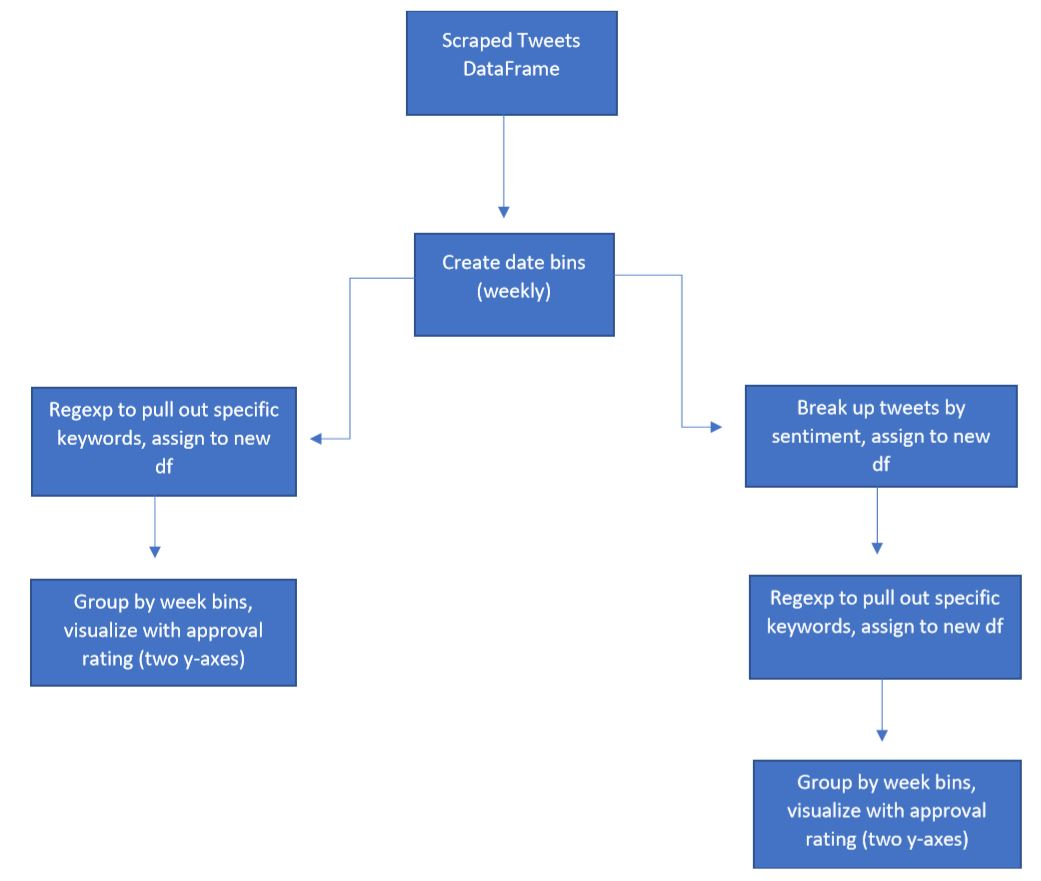 Scraped Tweets
DataFrame
Create date bins
(weekly)
Regexp to pull out specific
keywords, assign to new
df
Group by week bins,
visualize with approval
rating (two y-axes)
Break up tweets by
sentiment, assign to new
df
Regexp to pull out specific
keywords, assign to new df
Group by week bins,
visualize with approval
rating (two y-axes)